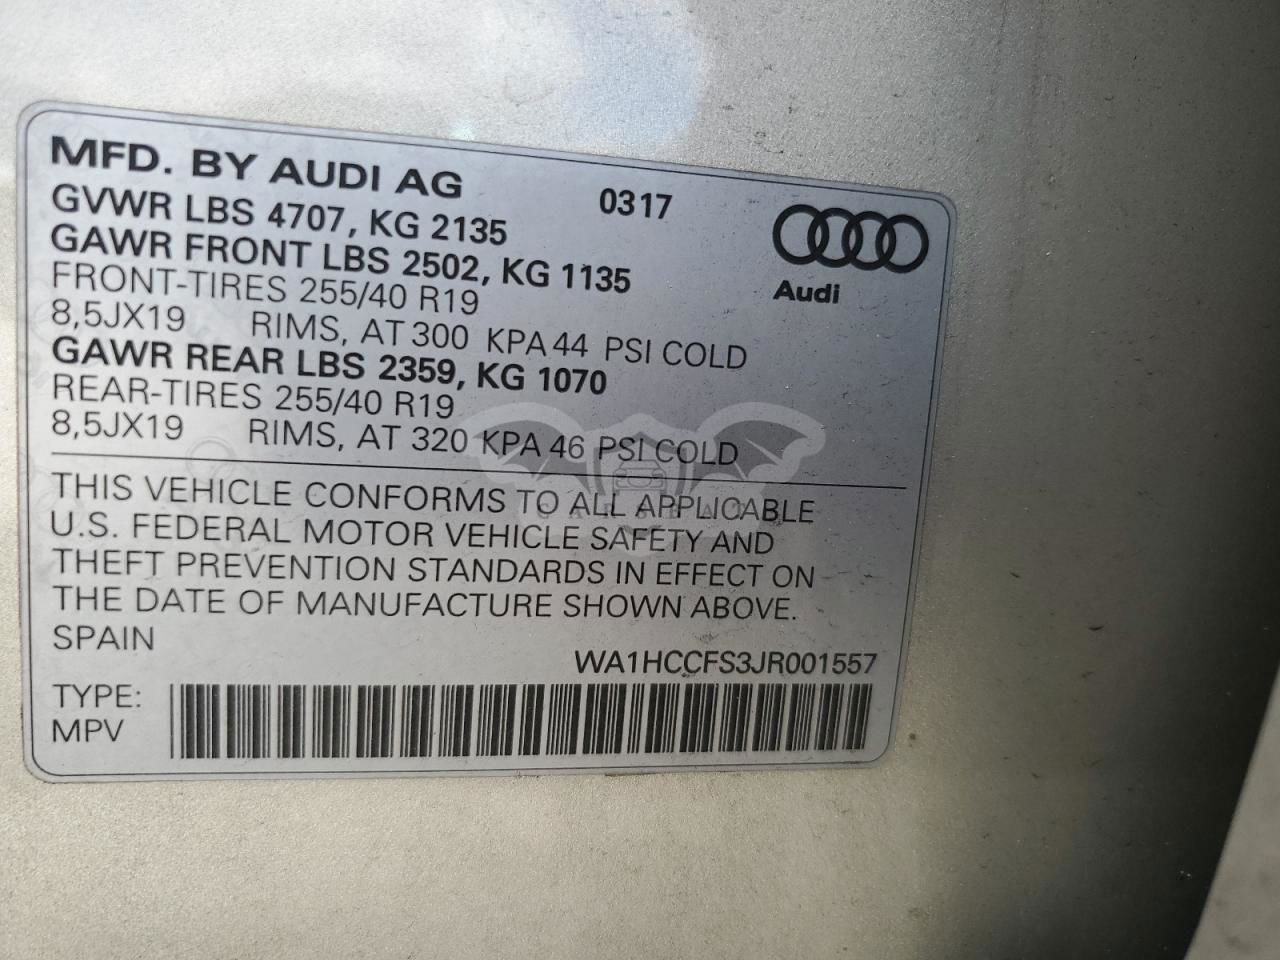 MFD. BY AUDI AG 0317
GVWR LBS 4707, KG 2135
GAWR FRONT LBS 2502, KG 1135
Audi
FRONT-TIRES 255/40 R19
8,5JX19 RIMS, AT 300 KPA 44 PSI COLD
GAWR REAR LBS 2359, KG 1070
REAR-TIRES 255/40 R19
8,5JX19 RIMS, AT 320 KPA 46 PSI COLD
THIS VEHICLE CONFORMS TO ALL APPLICABLE
U.S. FEDERAL MOTOR VEHICLE SAFETY AND
THEFT PREVENTION STANDARDS IN EFFECT ON
THE DATE OF MANUFACTURE SHOWN ABOVE.
SPAIN
WA1HCCFS3JR001557
TYPE:
MPV